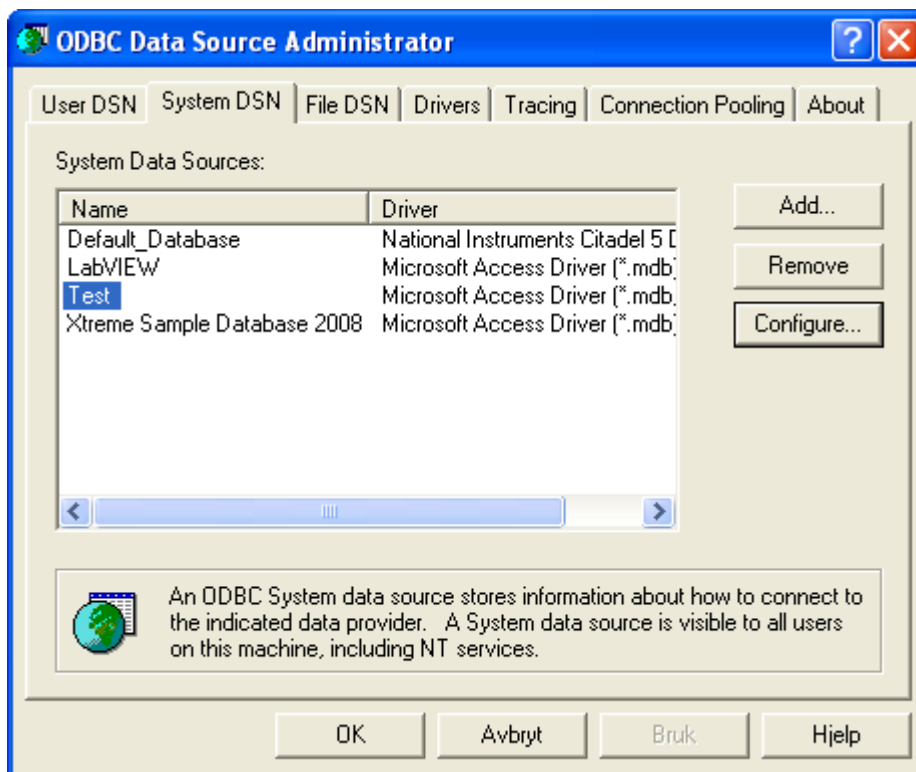 ODBC Data Source Administrator
User DSN System DSN File DSN Drivers Tracing Connection Pooling About
System Data Sources:
Name Driver
Default_Database National Instruments Citadel 5 D
LabVIEW Microsoft Access Driver (*.mdb)
Test Microsoft Access Driver (*.mdb,
Xtreme Sample Database 2008 Microsoft Access Driver (*.mdb
Add...
Remove
Configure...
An ODBC System data source stores information about how to connect to
the indicated data provider. A System data source is visible to all users
on this machine, including NT services.
OK Avbryt Bruk Hjelp